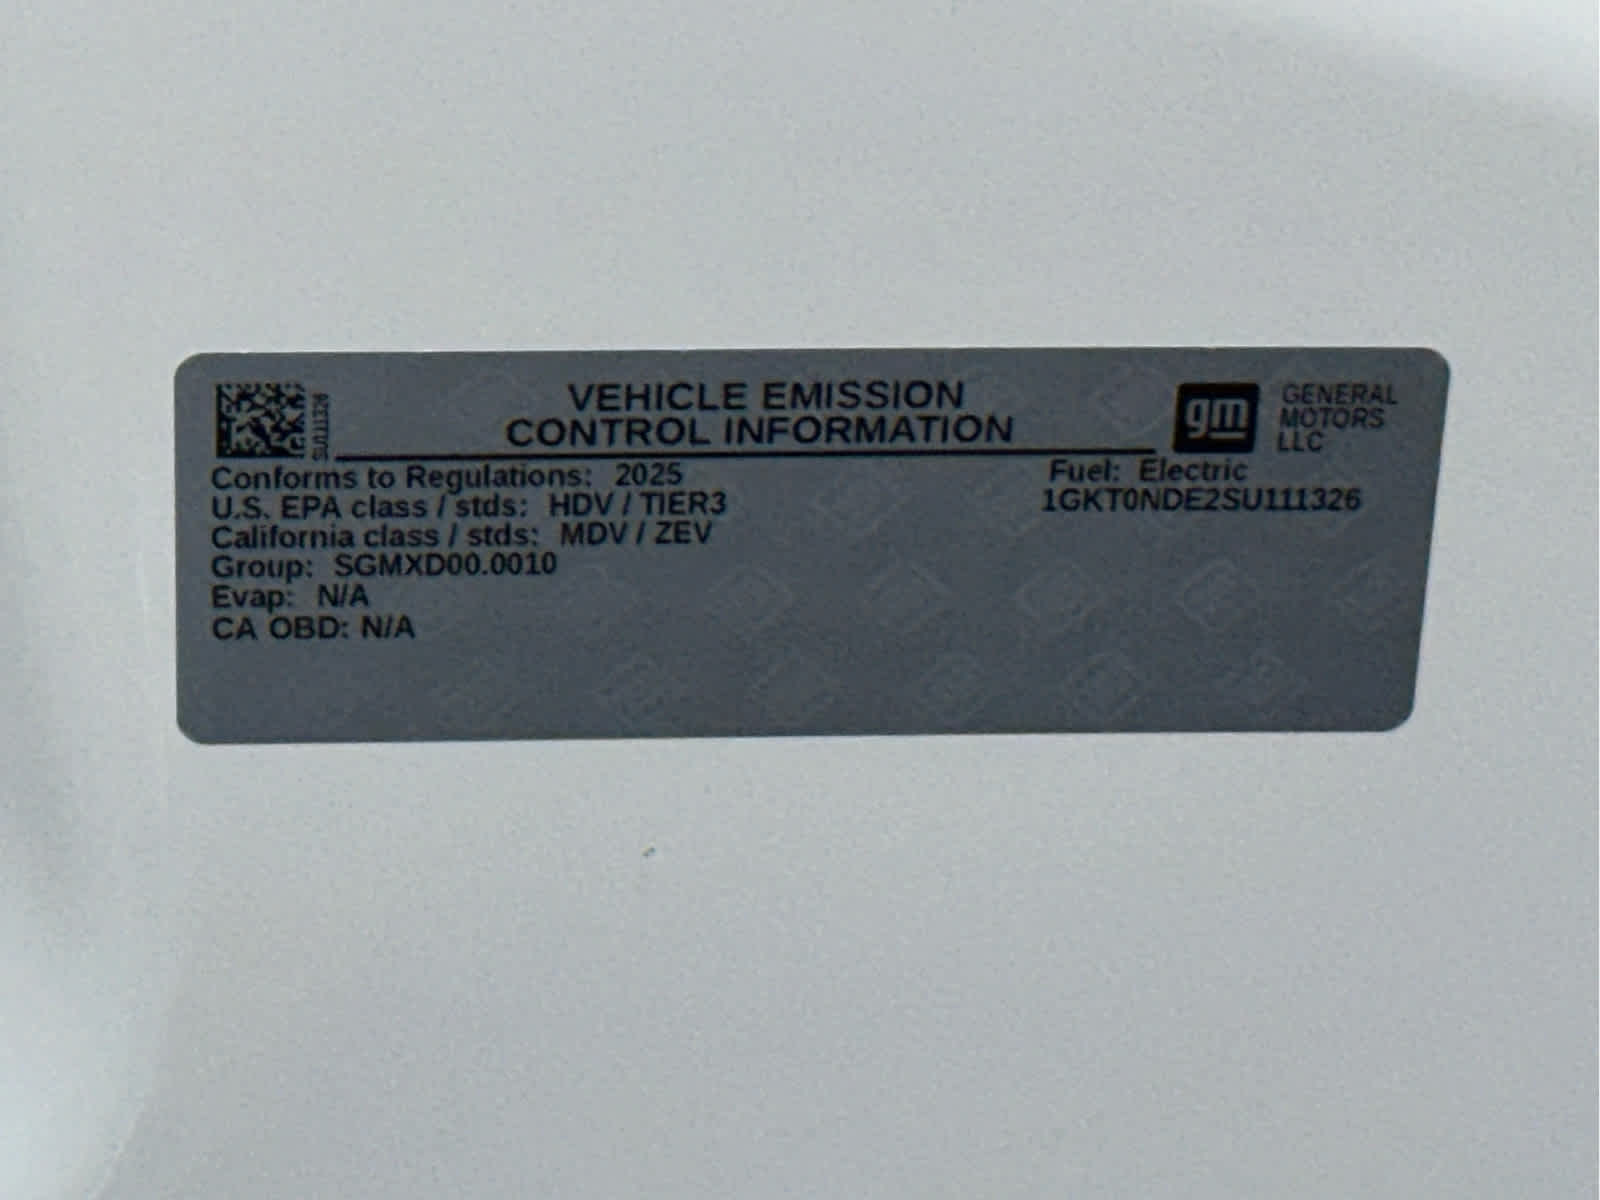 VEHICLE EMISSION
CONTROL INFORMATION
SU111326
gm
GENERAL
MOTORS
LLC
Conforms to Regulations: 2025
U.S. EPA class / stds: HDV / TIER3
California class / stds: MDV / ZEV
Group: SGMXD00.0010
Evap: N/A
CA OBD: N/A
Fuel: Electric
1GKT0NDE2SU111326